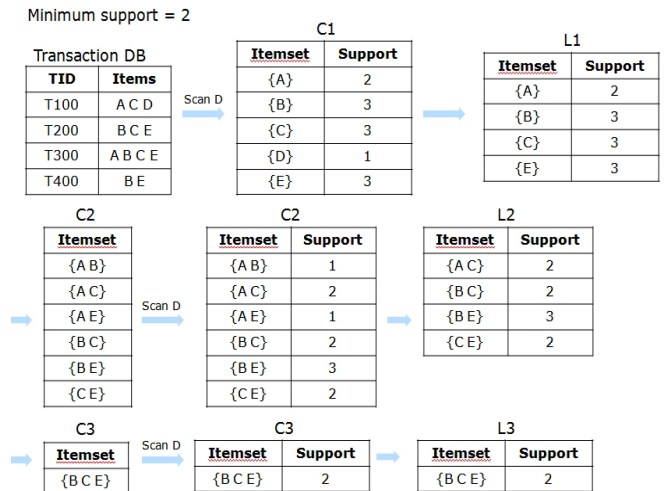 Minimum support = 2
Transaction DB
TID Items
T100 A C D
T200 B C E
T300 A B C E
T400 B E
Scan D
C1
Itemset Support
{A} 2
{B} 3
{C} 3
{D} 1
{E} 3
L1
Itemset Support
{A} 2
{B} 3
{C} 3
{E} 3
C2
Itemset
{A B}
{A C}
{A E}
{B C}
{B E}
{C E}
Scan D
C2
Itemset Support
{A B} 1
{A C} 2
{A E} 1
{B C} 2
{B E} 3
{C E} 2
L2
Itemset Support
{A C} 2
{B C} 2
{B E} 3
{C E} 2
C3
Itemset
{B C E}
Scan D
C3
Itemset Support
{B C E} 2
L3
Itemset Support
{B C E} 2